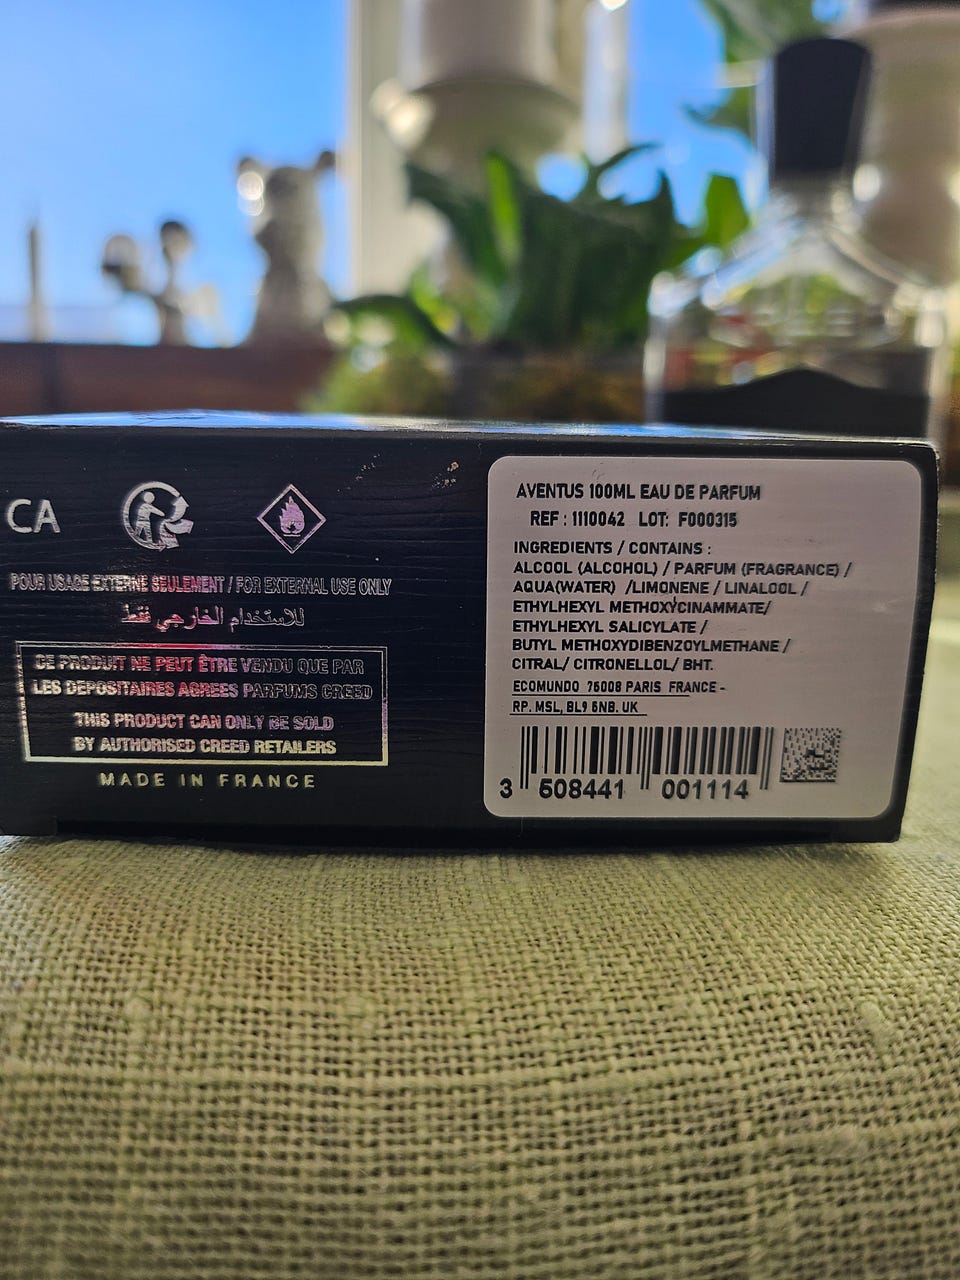 CA
POUR USAGE EXTERNE SEULEMENT / FOR EXTERNAL USE ONLY
للاستخدام الخارجي فقط
CE PRODUIT NE PEUT ÊTRE VENDU QUE PAR
LES DEPOSITAIRES AGREES PARFUMS CREED
THIS PRODUCT CAN ONLY BE SOLD
BY AUTHORISED CREED RETAILERS
MADE IN FRANCE
AVENTUS 100ML EAU DE PARFUM
REF : 1110042 LOT: F000315
INGREDIENTS / CONTAINS :
ALCOOL (ALCOHOL) / PARFUM (FRAGRANCE) /
AQUA(WATER) /LIMONENE / LINALOOL /
ETHYLHEXYL METHOXYCINAMMATE/
ETHYLHEXYL SALICYLATE /
BUTYL METHOXYDIBENZOYLMETHANE /
CITRAL/ CITRONELLOL/ BHT.
ECOMUNDO 75008 PARIS FRANCE -
RP. MSL, BL9 5NB. UK
3 508441 001114